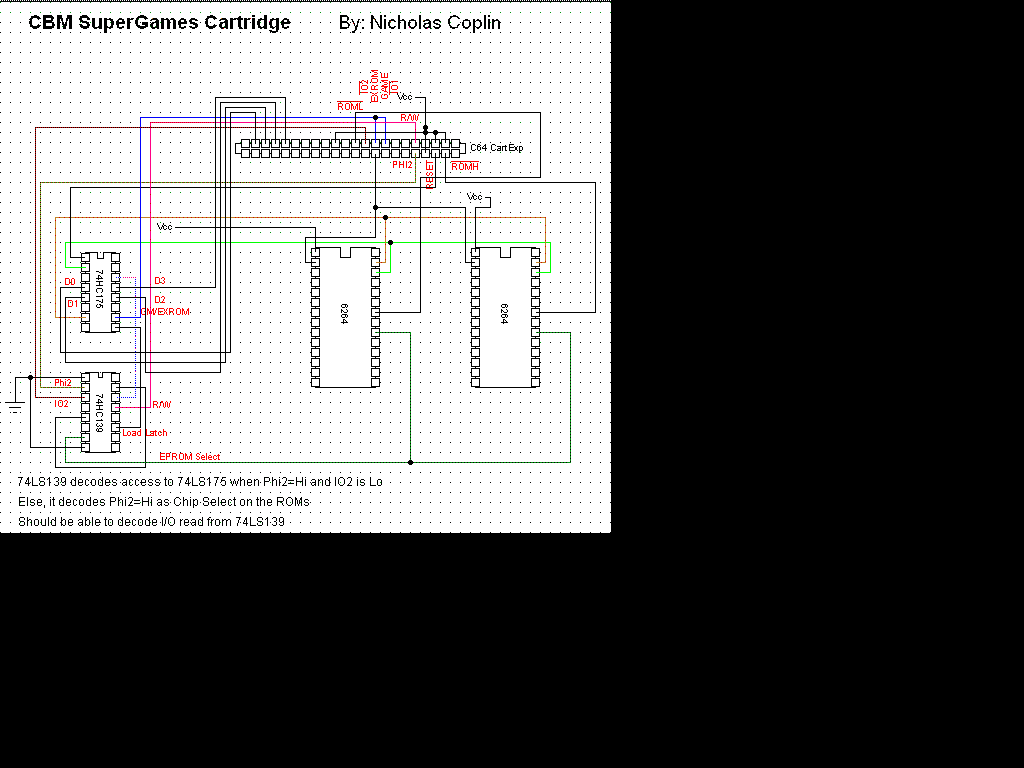 CBM SuperGames Cartridge By: Nicholas Coplin
IO2
EXROM
GAME
IO1
Vcc
ROML
R/W
C64 CartExp
PHI2
RESET
ROMH
Vcc
Vcc
74HC175
D0
D1
D3
D2
GM/EXROM
6264
6264
Phi2
IO2
74HC139
R/W
Load Latch
EPROM Select
74LS139 decodes access to 74LS175 when Phi2=Hi and IO2 is Lo
Else, it decodes Phi2=Hi as Chip Select on the ROMs
Should be able to decode I/O read from 74LS139